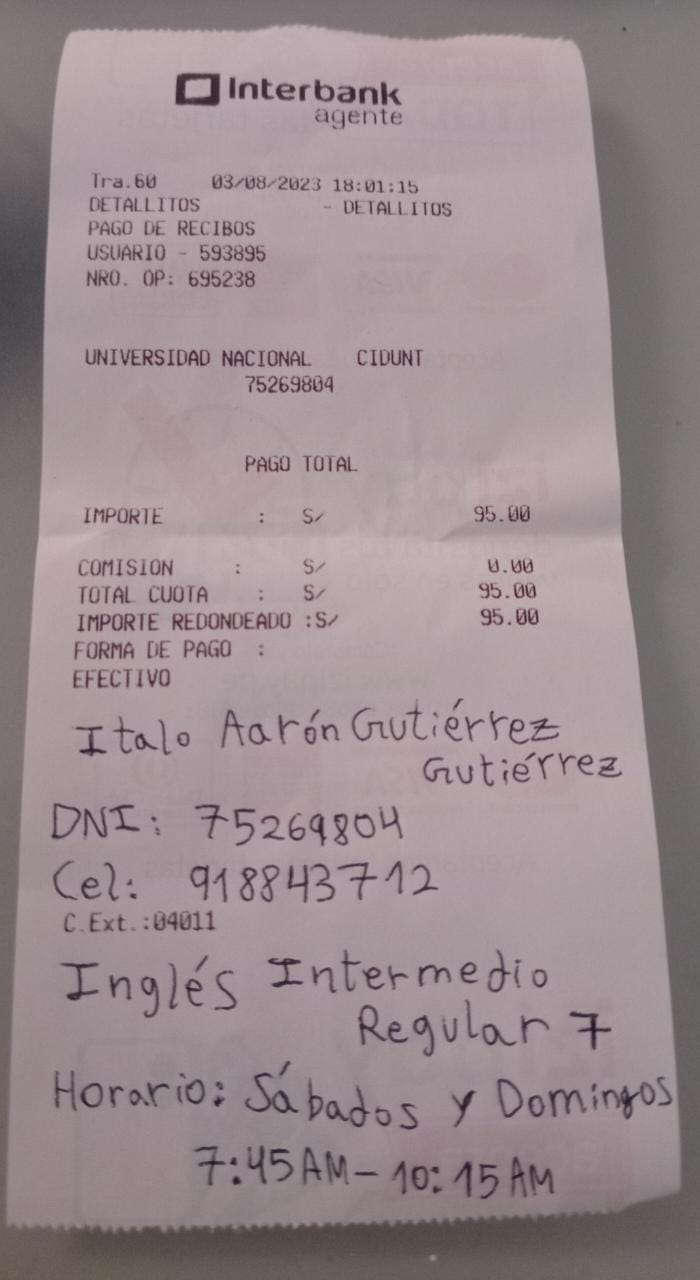 Interbank
agente
Tra.60 03/08/2023 18:01:15
DETALLITOS - DETALLITOS
PAGO DE RECIBOS
USUARIO - 593895
NRO. OP: 695238
UNIVERSIDAD NACIONAL CIDUNT
75269804
PAGO TOTAL
IMPORTE : S/ 95.00
COMISION : S/ 0.00
TOTAL CUOTA : S/ 95.00
IMPORTE REDONDEADO :S/ 95.00
FORMA DE PAGO :
EFECTIVO
Italo Aarón Gutiérrez
Gutiérrez
DNI: 75269804
Cel: 918843712
C.Ext.:04011
Inglés Intermedio
Regular 7
Horario: Sábados y Domingos
7:45AM- 10:15AM